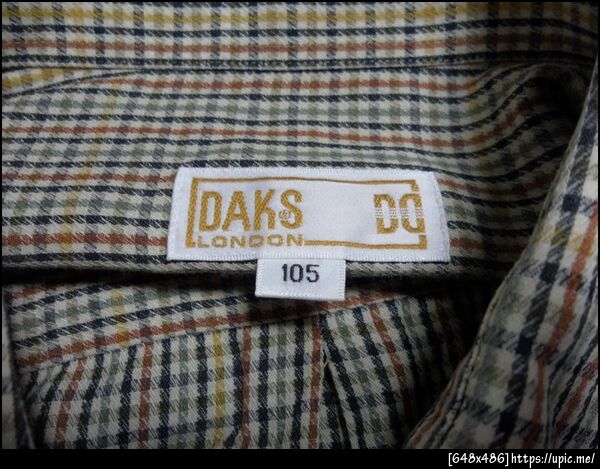 DAKS DD
LONDON
105
[648x486]https://upic.me/